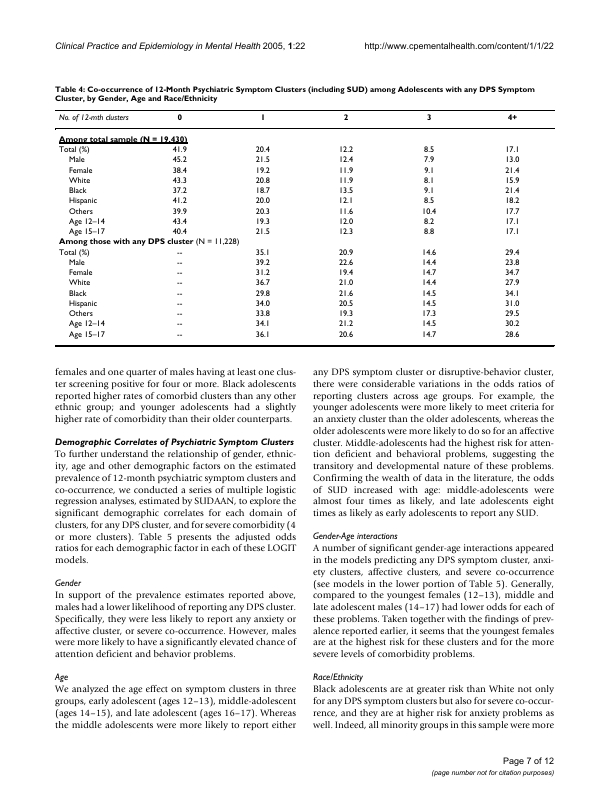 Clinical Practice and Epidemiology in Mental Health 2005, 1:22 http://www.cpementalhealth.com/content/1/1/22
Table 4: Co-occurrence of 12-Month Psychiatric Symptom Clusters (including SUD) among Adolescents with any DPS Symptom
Cluster, by Gender, Age and Race/Ethnicity
No. of 12-mth clusters 0 1 2 3 4+
Among total sample (N = 19,430)
Total (%) 41.9 20.4 12.2 8.5 17.1
Male 45.2 21.5 12.4 7.9 13.0
Female 38.4 19.2 11.9 9.1 21.4
White 43.3 20.8 11.9 8.1 15.9
Black 37.2 18.7 13.5 9.1 21.4
Hispanic 41.2 20.0 12.1 8.5 18.2
Others 39.9 20.3 11.6 10.4 17.7
Age 12–14 43.4 19.3 12.0 8.2 17.1
Age 15–17 40.4 21.5 12.3 8.8 17.1
Among those with any DPS cluster (N = 11,228)
Total (%) -- 35.1 20.9 14.6 29.4
Male -- 39.2 22.6 14.4 23.8
Female -- 31.2 19.4 14.7 34.7
White -- 36.7 21.0 14.4 27.9
Black -- 29.8 21.6 14.5 34.1
Hispanic -- 34.0 20.5 14.5 31.0
Others -- 33.8 19.3 17.3 29.5
Age 12–14 -- 34.1 21.2 14.5 30.2
Age 15–17 -- 36.1 20.6 14.7 28.6
females and one quarter of males having at least one clus-
ter screening positive for four or more. Black adolescents
reported higher rates of comorbid clusters than any other
ethnic group; and younger adolescents had a slightly
higher rate of comorbidity than their older counterparts.
Demographic Correlates of Psychiatric Symptom Clusters
To further understand the relationship of gender, ethnic-
ity, age and other demographic factors on the estimated
prevalence of 12-month psychiatric symptom clusters and
co-occurrence, we conducted a series of multiple logistic
regression analyses, estimated by SUDAAN, to explore the
significant demographic correlates for each domain of
clusters, for any DPS cluster, and for severe comorbidity (4
or more clusters). Table 5 presents the adjusted odds
ratios for each demographic factor in each of these LOGIT
models.
Gender
In support of the prevalence estimates reported above,
males had a lower likelihood of reporting any DPS cluster.
Specifically, they were less likely to report any anxiety or
affective cluster, or severe co-occurrence. However, males
were more likely to have a significantly elevated chance of
attention deficit and behavior problems.
Age
We analyzed the age effect on symptom clusters in three
groups, early adolescent (ages 12–13), middle-adolescent
(ages 14–15), and late adolescent (ages 16–17). Whereas
the middle adolescents were more likely to report either
any DPS symptom cluster or disruptive-behavior cluster,
there were considerable variations in the odds ratios of
reporting clusters across age groups. For example, the
younger adolescents were more likely to meet criteria for
an anxiety cluster than the older adolescents, whereas the
older adolescents were more likely to do so for an affective
cluster. Middle-adolescents had the highest risk for atten-
tion deficit and behavioral problems, suggesting the
transitory and developmental nature of these problems.
Confirming the wealth of data in the literature, the odds
of SUD increased with age: middle-adolescents were
almost four times as likely, and late adolescents eight
times as likely as early adolescents to report any SUD.
Gender-Age interactions
A number of significant gender-age interactions appeared
in the models predicting any DPS symptom cluster, anxi-
ety clusters, affective clusters, and severe co-occurrence
(see models in the lower portion of Table 5). Generally,
compared to the youngest females (12–13), middle and
late adolescent males (14–17) had lower odds for each of
these problems. Taken together with the findings of prev-
alence reported earlier, it seems that the youngest females
are at the highest risk for these clusters and for the more
severe levels of comorbidity problems.
Race/Ethnicity
Black adolescents are at greater risk than White not only
for any DPS symptom clusters but also for severe co-occur-
rence, and they are at higher risk for anxiety problems as
well. Indeed, all minority groups in this sample were more
Page 7 of 12
(page number not for citation purposes)